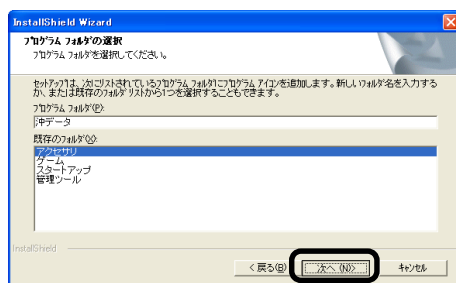 InstallShield Wizard
プログラム フォルダの選択
プログラム フォルダを選択してください。
セットアップは、次にリストされているプログラム フォルダにプログラム アイコンを追加します。新しいフォルダ名を入力する
か、または既存のフォルダ リストから1つを選択することもできます。
プログラム フォルダ(P):
沖データ
既存のフォルダ(X):
アクセサリ
ゲーム
スタートアップ
管理ツール
InstallShield
< 戻る(B)
次へ (N)>
キャンセル